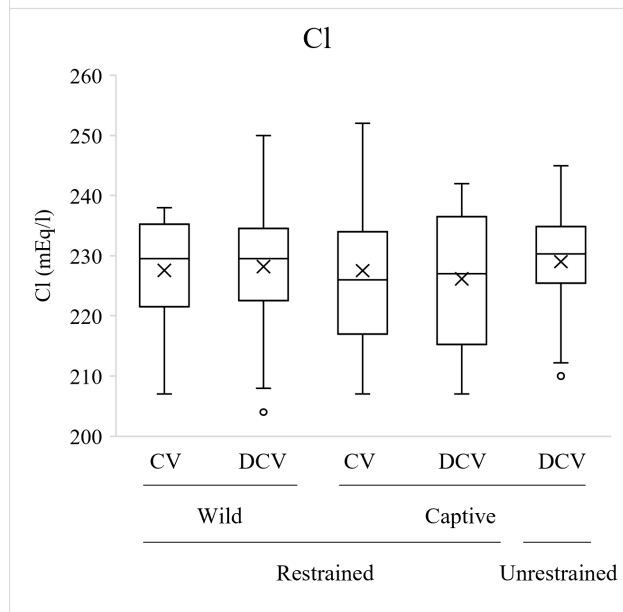 Cl
260
250
240
230
220
210
200
Cl (mEq/l)
CV DCV CV DCV DCV
Wild Captive
Restrained Unrestrained